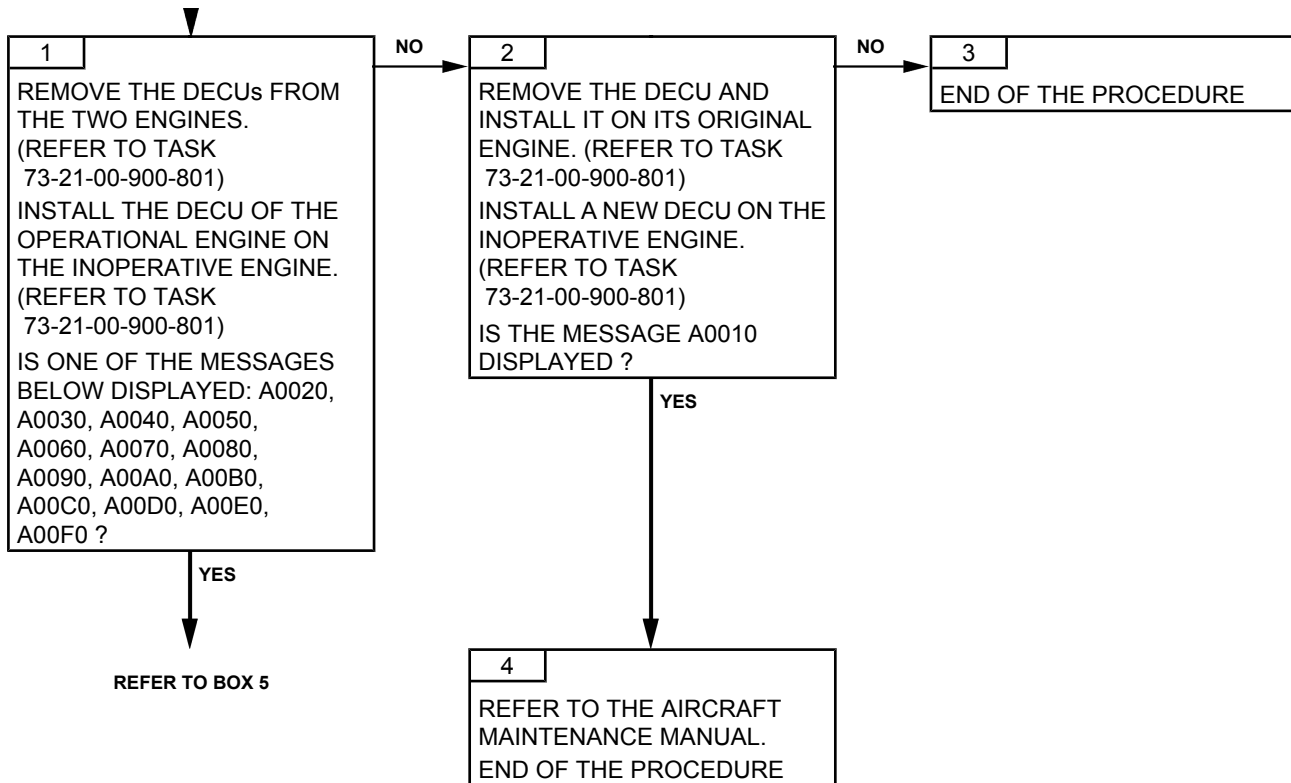 1
REMOVE THE DECUs FROM
THE TWO ENGINES.
(REFER TO TASK
73-21-00-900-801)
INSTALL THE DECU OF THE
OPERATIONAL ENGINE ON
THE INOPERATIVE ENGINE.
(REFER TO TASK
73-21-00-900-801)
IS ONE OF THE MESSAGES
BELOW DISPLAYED: A0020,
A0030, A0040, A0050,
A0060, A0070, A0080,
A0090, A00A0, A00B0,
A00C0, A00D0, A00E0,
A00F0 ?
NO
YES
REFER TO BOX 5
2
REMOVE THE DECU AND
INSTALL IT ON ITS ORIGINAL
ENGINE. (REFER TO TASK
73-21-00-900-801)
INSTALL A NEW DECU ON THE
INOPERATIVE ENGINE.
(REFER TO TASK
73-21-00-900-801)
IS THE MESSAGE A0010
DISPLAYED ?
NO
YES
3
END OF THE PROCEDURE
4
REFER TO THE AIRCRAFT
MAINTENANCE MANUAL.
END OF THE PROCEDURE